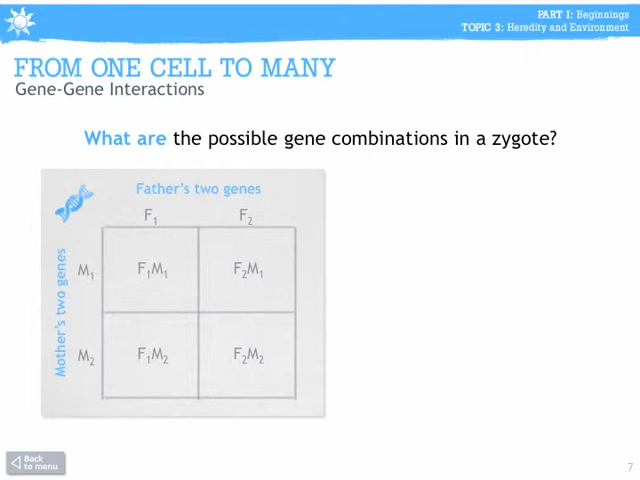 PART I: Beginnings
TOPIC 3: Heredity and Environment
FROM ONE CELL TO MANY
Gene-Gene Interactions
What are the possible gene combinations in a zygote?
Father's two genes
F₁ F₂
Mother's two genes
M₁ F₁M₁ F₂M₁
M₂ F₁M₂ F₂M₂
Back
to menu
7